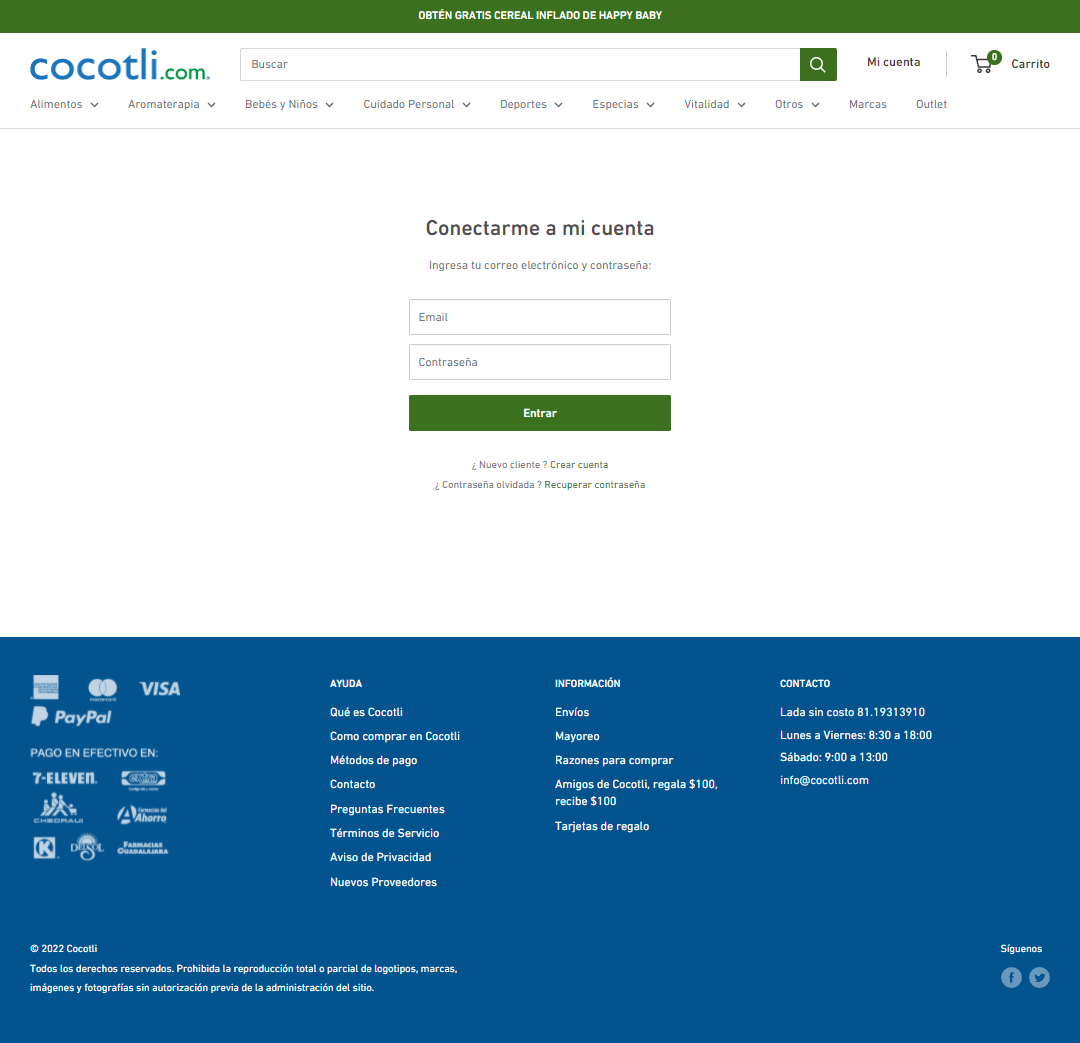 OBTÉN GRATIS CEREAL INFLADO DE HAPPY BABY
cocotli.com
Buscar
Mi cuenta
0
Carrito
Alimentos
Aromaterapia
Bebés y Niños
Cuidado Personal
Deportes
Especias
Vitalidad
Otros
Marcas
Outlet
Conectarme a mi cuenta
Ingresa tu correo electrónico y contraseña:
Email
Contraseña
Entrar
¿ Nuevo cliente ? Crear cuenta
¿ Contraseña olvidada ? Recuperar contraseña
mastercard
VISA
PayPal
PAGO EN EFECTIVO EN:
7-ELEVEN
extra
CHEDRAUI
Farmacias del
Ahorro
K
DELSOL
FARMACIAS
GUADALAJARA
AYUDA
Qué es Cocotli
Como comprar en Cocotli
Métodos de pago
Contacto
Preguntas Frecuentes
Términos de Servicio
Aviso de Privacidad
Nuevos Proveedores
INFORMACIÓN
Envíos
Mayoreo
Razones para comprar
Amigos de Cocotli, regala $100,
recibe $100
Tarjetas de regalo
CONTACTO
Lada sin costo 81.19313910
Lunes a Viernes: 8:30 a 18:00
Sábado: 9:00 a 13:00
info@cocotli.com
© 2022 Cocotli
Todos los derechos reservados. Prohibida la reproducción total o parcial de logotipos, marcas,
imágenes y fotografías sin autorización previa de la administración del sitio.
Síguenos